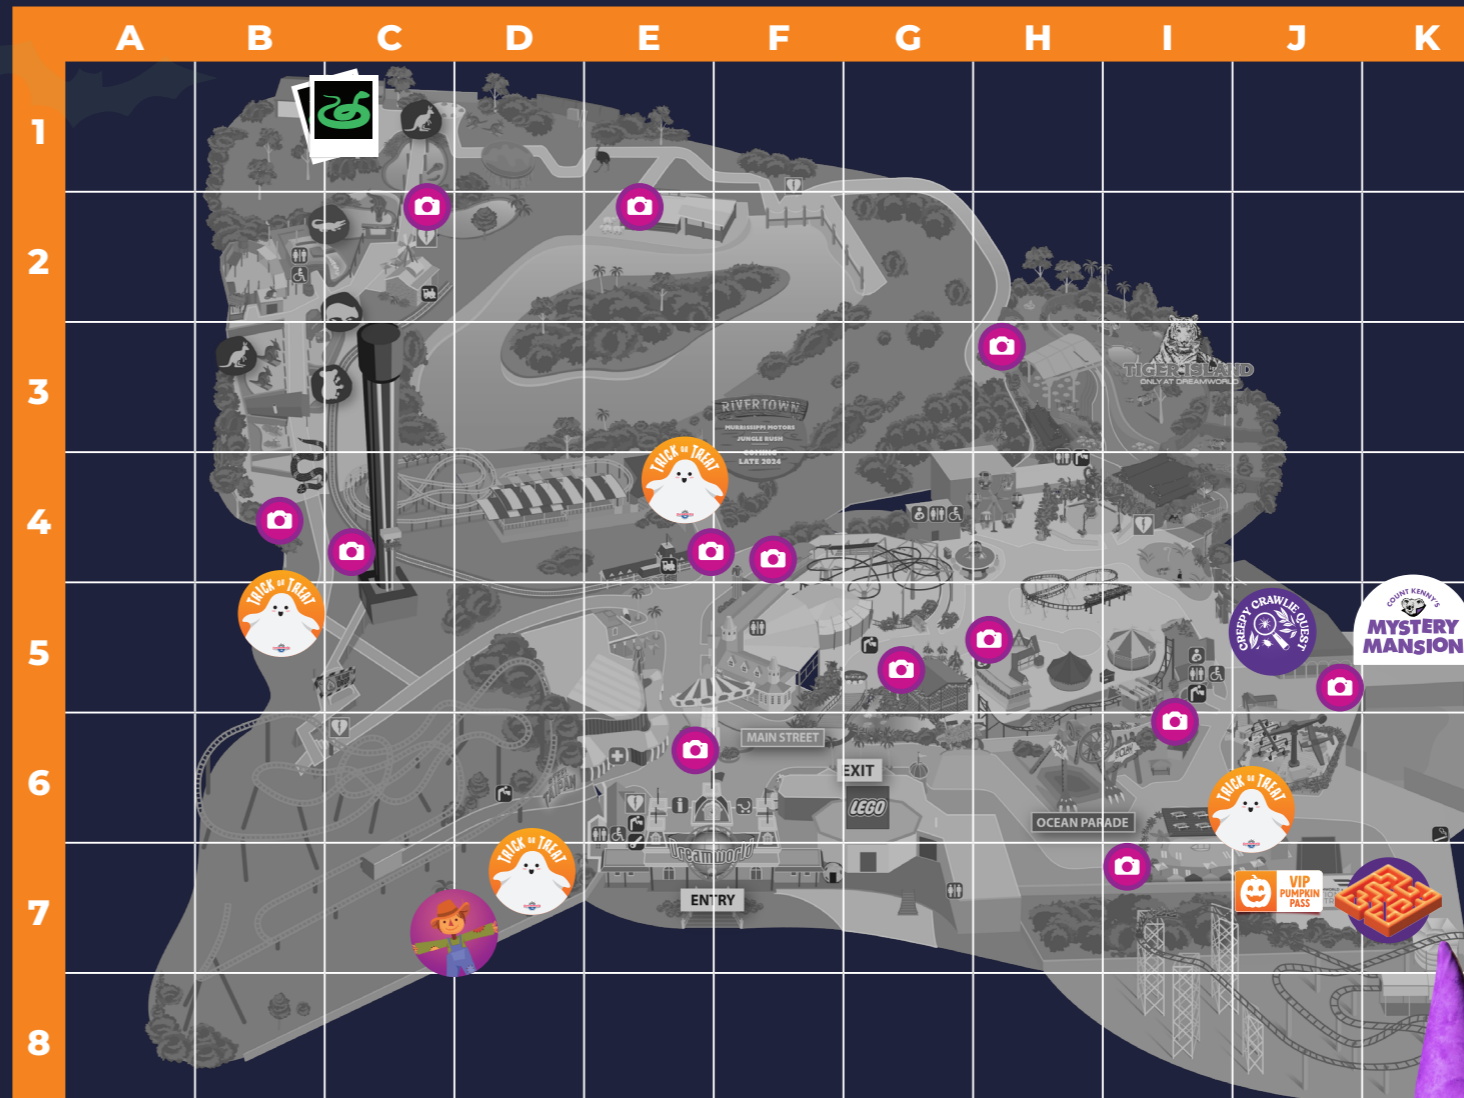 A B C D E F G H I J K
1
2
3
TIGER ISLAND
ONLY AT DREAMWORLD
RIVERTOWN
MURRISSIPPI MOTORS
JUNGLE RUSH
COMING
LATE 2024
TRICK OR TREAT
4
TRICK OR TREAT
5
CREEPY CRAWLIE QUEST
COUNT KENNY'S
MYSTERY
MANSION
MAIN STREET
6
EXIT
LEGO
OCEAN PARADE
TRICK OR TREAT
Dreamworld
TRICK OR TREAT
7
ENTRY
VIP
PUMPKIN
PASS
8